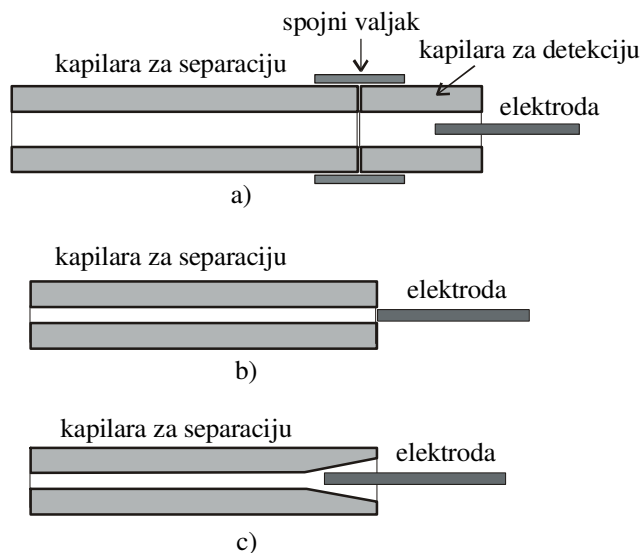 spojni valjak
kapilara za separaciju
kapilara za detekciju
elektroda
a)
kapilara za separaciju
elektroda
b)
kapilara za separaciju
elektroda
c)